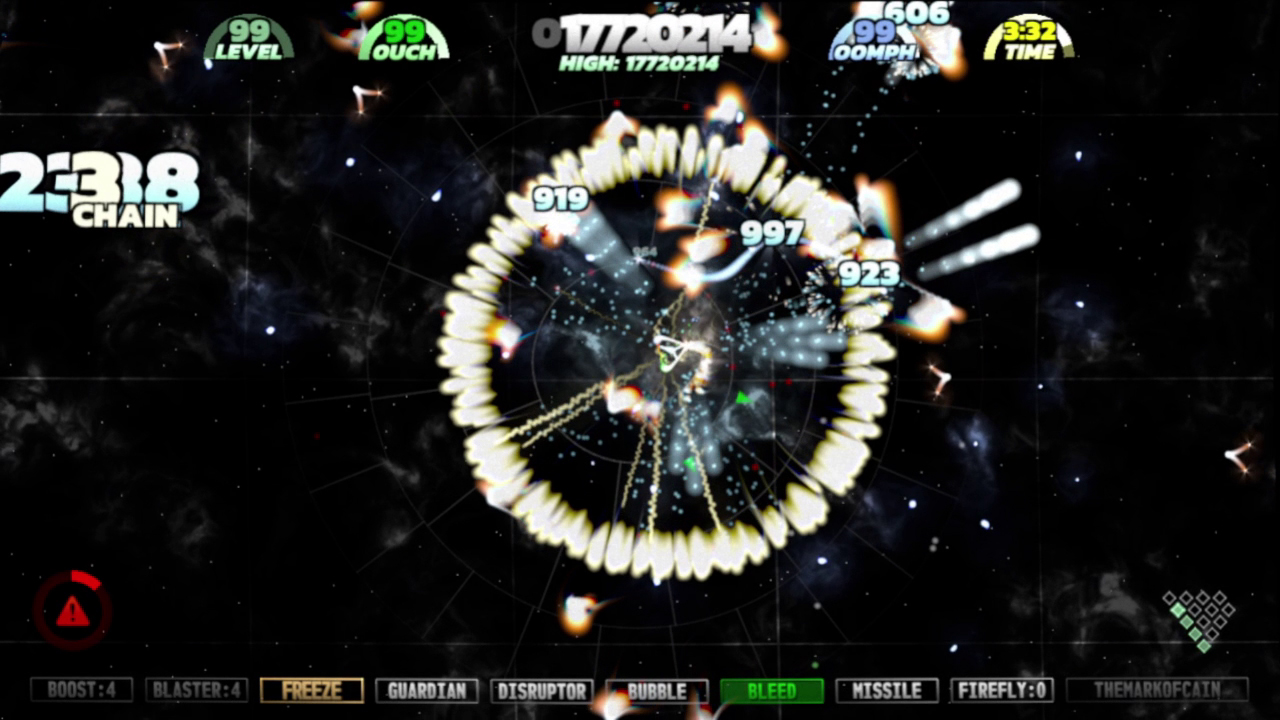 99
LEVEL
99
OUCH
017720214
HIGH: 17720214
606
99
OOMPH
3:32
TIME
CHAIN
919
997
964
923
BOOST:4
BLASTER:4
FREEZE
GUARDIAN
DISRUPTOR
BUBBLE
BLEED
MISSILE
FIREFLY:0
THEMARKOFCAIN